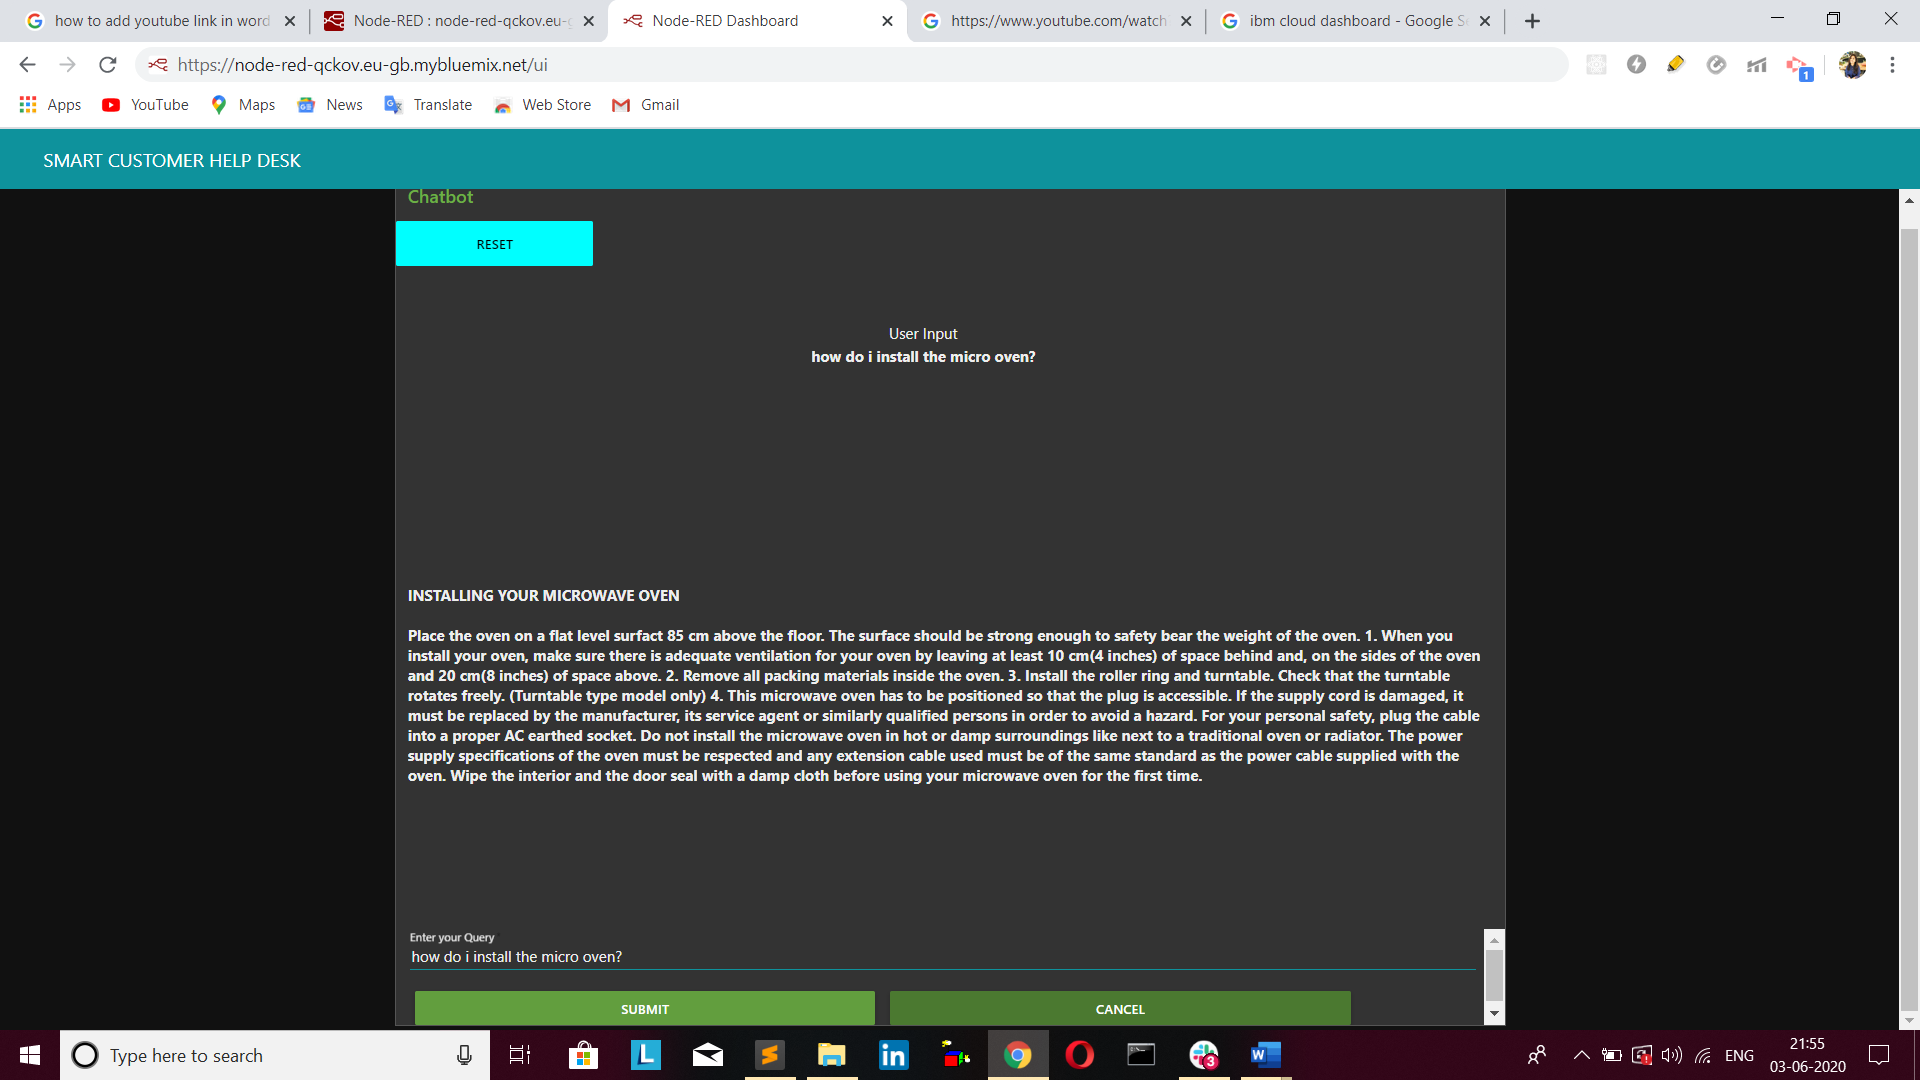 how to add youtube link in word
Node-RED : node-red-qckov.eu-g
Node-RED Dashboard
https://www.youtube.com/watch
ibm cloud dashboard - Google Se
https://node-red-qckov.eu-gb.mybluemix.net/ui
1
Apps
YouTube
Maps
News
Translate
Web Store
Gmail
SMART CUSTOMER HELP DESK
Chatbot
RESET
User Input
how do i install the micro oven?
INSTALLING YOUR MICROWAVE OVEN
Place the oven on a flat level surfact 85 cm above the floor. The surface should be strong enough to safety bear the weight of the oven. 1. When you
install your oven, make sure there is adequate ventilation for your oven by leaving at least 10 cm(4 inches) of space behind and, on the sides of the oven
and 20 cm(8 inches) of space above. 2. Remove all packing materials inside the oven. 3. Install the roller ring and turntable. Check that the turntable
rotates freely. (Turntable type model only) 4. This microwave oven has to be positioned so that the plug is accessible. If the supply cord is damaged, it
must be replaced by the manufacturer, its service agent or similarly qualified persons in order to avoid a hazard. For your personal safety, plug the cable
into a proper AC earthed socket. Do not install the microwave oven in hot or damp surroundings like next to a traditional oven or radiator. The power
supply specifications of the oven must be respected and any extension cable used must be of the same standard as the power cable supplied with the
oven. Wipe the interior and the door seal with a damp cloth before using your microwave oven for the first time.
Enter your Query
how do i install the micro oven?
SUBMIT
CANCEL
Type here to search
L
in
3
W
ENG
21:55
03-06-2020